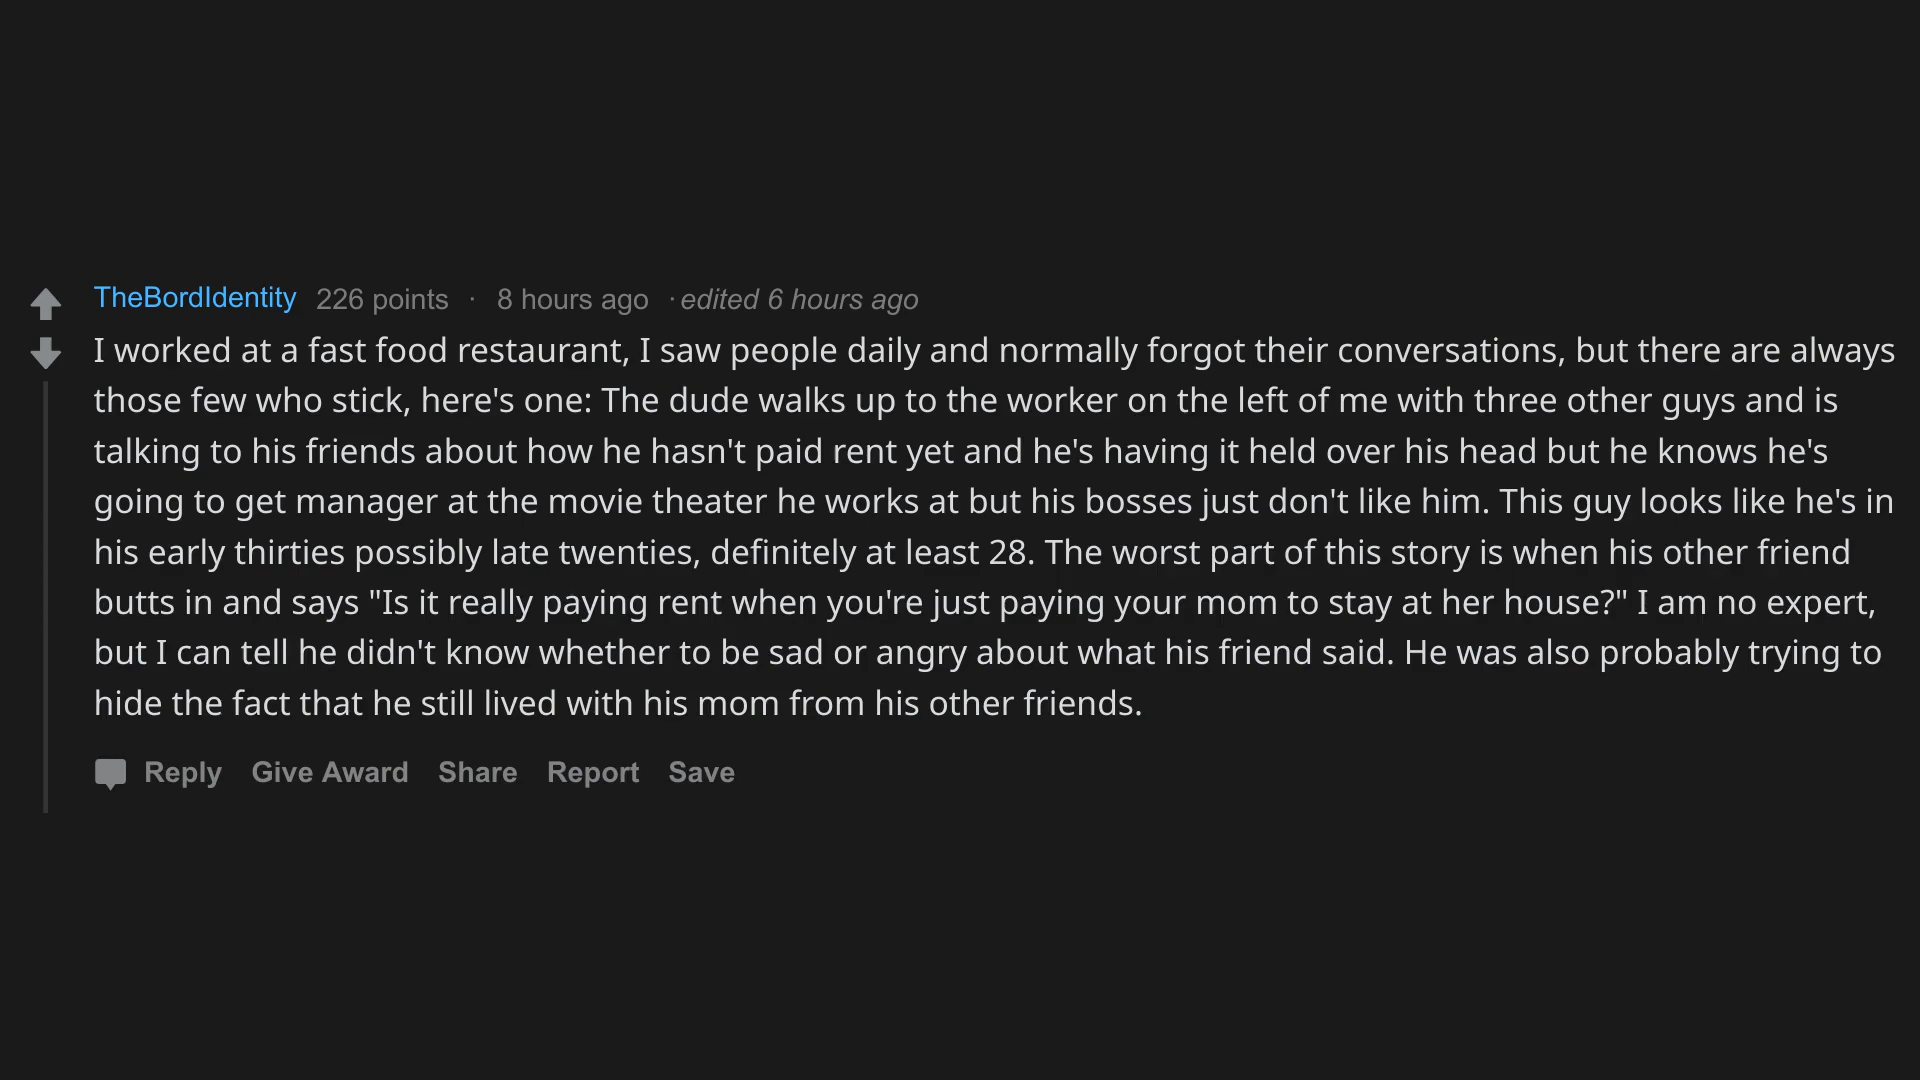 TheBordIdentity 226 points · 8 hours ago · edited 6 hours ago
I worked at a fast food restaurant, I saw people daily and normally forgot their conversations, but there are always
those few who stick, here's one: The dude walks up to the worker on the left of me with three other guys and is
talking to his friends about how he hasn't paid rent yet and he's having it held over his head but he knows he's
going to get manager at the movie theater he works at but his bosses just don't like him. This guy looks like he's in
his early thirties possibly late twenties, definitely at least 28. The worst part of this story is when his other friend
butts in and says "Is it really paying rent when you're just paying your mom to stay at her house?" I am no expert,
but I can tell he didn't know whether to be sad or angry about what his friend said. He was also probably trying to
hide the fact that he still lived with his mom from his other friends.
Reply Give Award Share Report Save